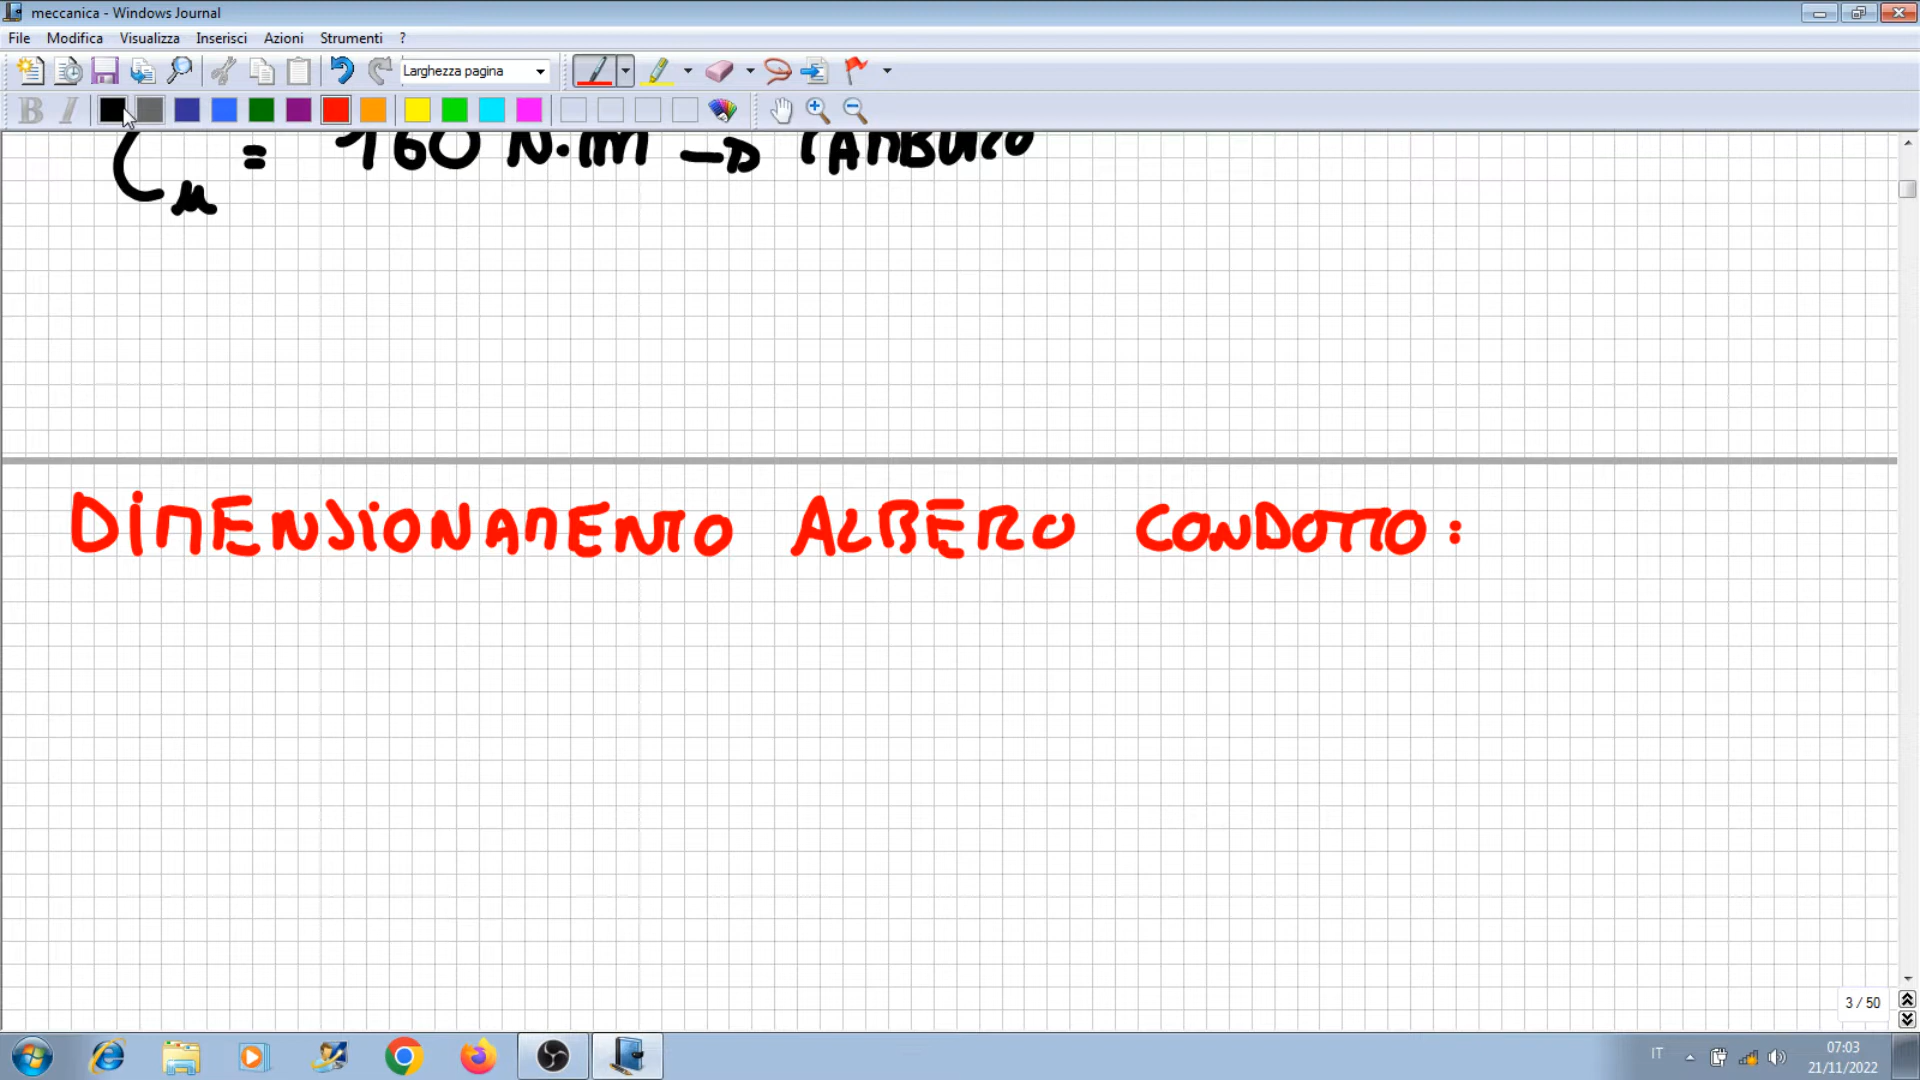 meccanica - Windows Journal
File Modifica Visualizza Inserisci Azioni Strumenti ?
Larghezza pagina
B I
Cu = 160 N·m → TAMBURO
DIMENSIONAMENTO ALBERO CONDOTTO:
3 / 50
IT
07:03
21/11/2022